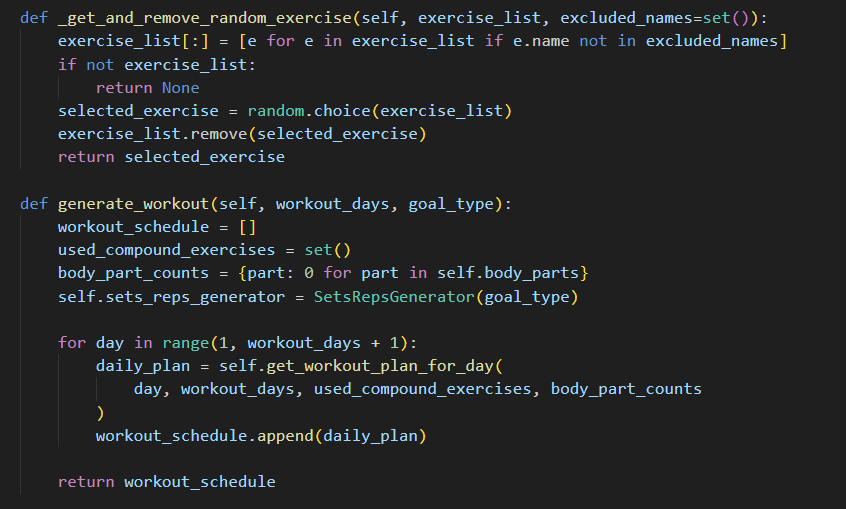 def _get_and_remove_random_exercise(self, exercise_list, excluded_names=set()):
    exercise_list[:] = [e for e in exercise_list if e.name not in excluded_names]
    if not exercise_list:
        return None
    selected_exercise = random.choice(exercise_list)
    exercise_list.remove(selected_exercise)
    return selected_exercise

def generate_workout(self, workout_days, goal_type):
    workout_schedule = []
    used_compound_exercises = set()
    body_part_counts = {part: 0 for part in self.body_parts}
    self.sets_reps_generator = SetsRepsGenerator(goal_type)

    for day in range(1, workout_days + 1):
        daily_plan = self.get_workout_plan_for_day(
            day, workout_days, used_compound_exercises, body_part_counts
        )
        workout_schedule.append(daily_plan)

    return workout_schedule